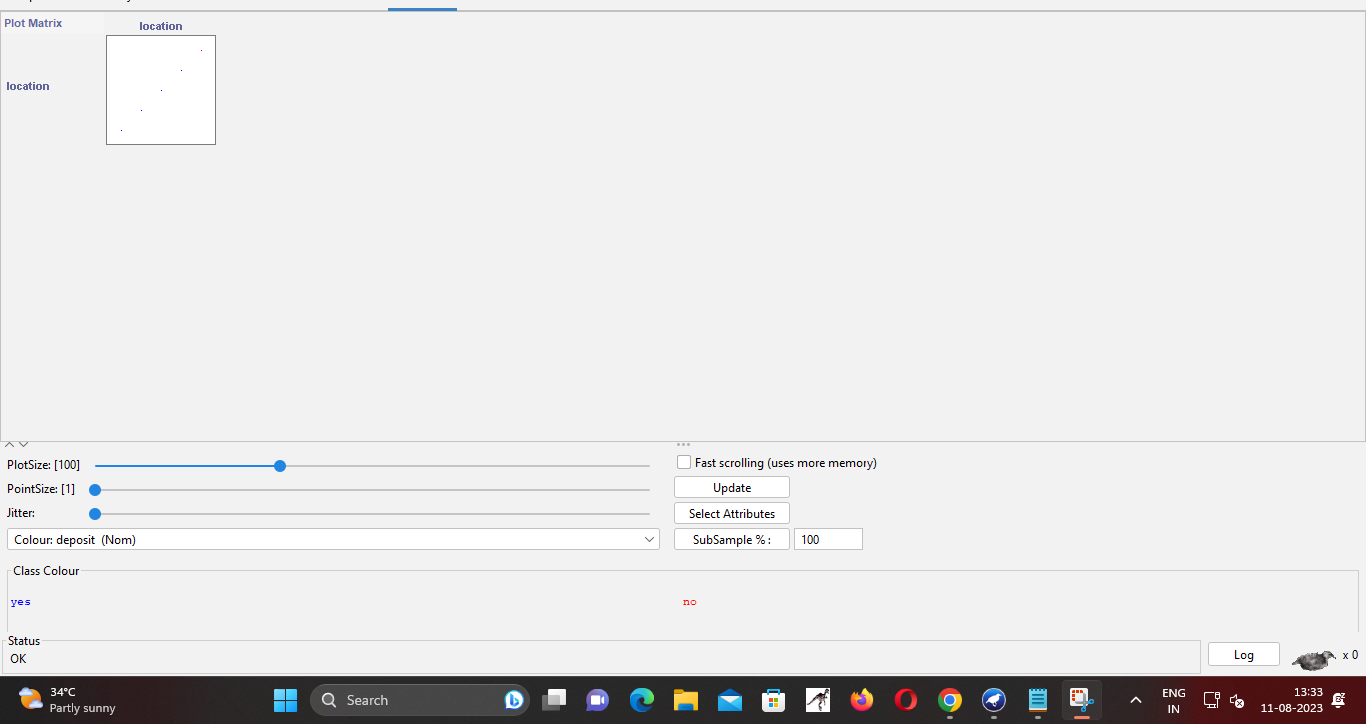 Plot Matrix
location
location
PlotSize: [100]
Fast scrolling (uses more memory)
PointSize: [1]
Update
Jitter:
Select Attributes
Colour: deposit (Nom)
SubSample % :
100
Class Colour
yes
no
Status
OK
Log
x 0
34°C
Partly sunny
Search
ENG
IN
13:33
11-08-2023